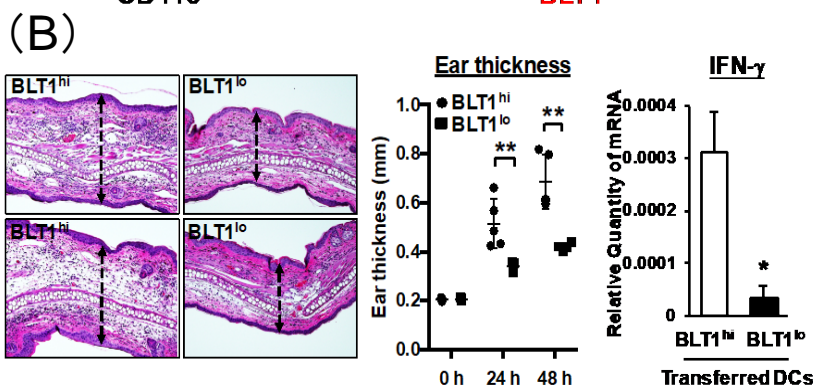 (B)
BLT1hi
BLT1lo
BLT1hi
BLT1lo
Ear thickness
BLT1hi
BLT1lo
Ear thickness (mm)
1.0
0.8
0.6
0.4
0.2
0.0
**
**
0 h 24 h 48 h
IFN-γ
Relative Quantity of mRNA
0.0004
0.0003
0.0002
0.0001
0
*
BLT1hi BLT1lo
Transferred DCs